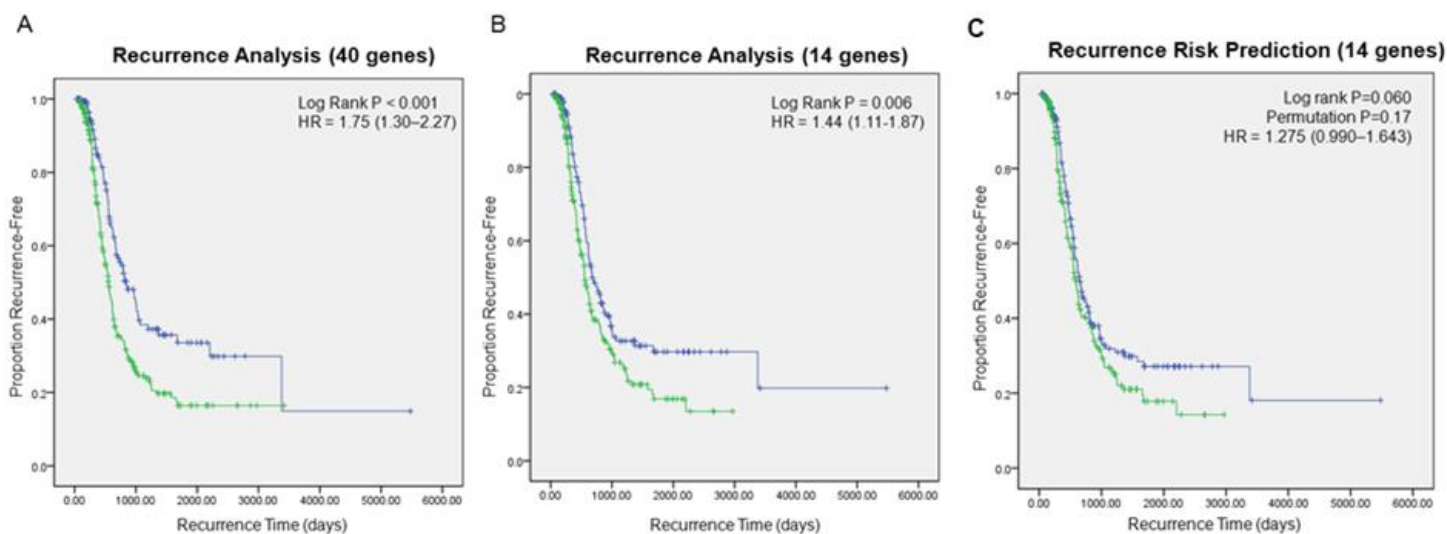 A
Recurrence Analysis (40 genes)
Log Rank P < 0.001
HR = 1.75 (1.30–2.27)
Proportion Recurrence-Free
1.0
0.8
0.6
0.4
0.2
0.0
0.00 1000.00 2000.00 3000.00 4000.00 5000.00 6000.00
Recurrence Time (days)
B
Recurrence Analysis (14 genes)
Log Rank P = 0.006
HR = 1.44 (1.11-1.87)
Proportion Recurrence-Free
0
0.8
0.6
0.4
0.2
0.0
0.00 1000.00 2000.00 3000.00 4000.00 5000.00 6000.00
Recurrence Time (days)
C
Recurrence Risk Prediction (14 genes)
Log rank P=0.060
Permutation P=0.17
HR = 1.275 (0.990–1.643)
Proportion Recurrence-Free
1.0
0.8
0.6
0.4
0.2
0.0
0.00 1000.00 2000.00 3000.00 4000.00 5000.00 6000.00
Recurrence Time (days)